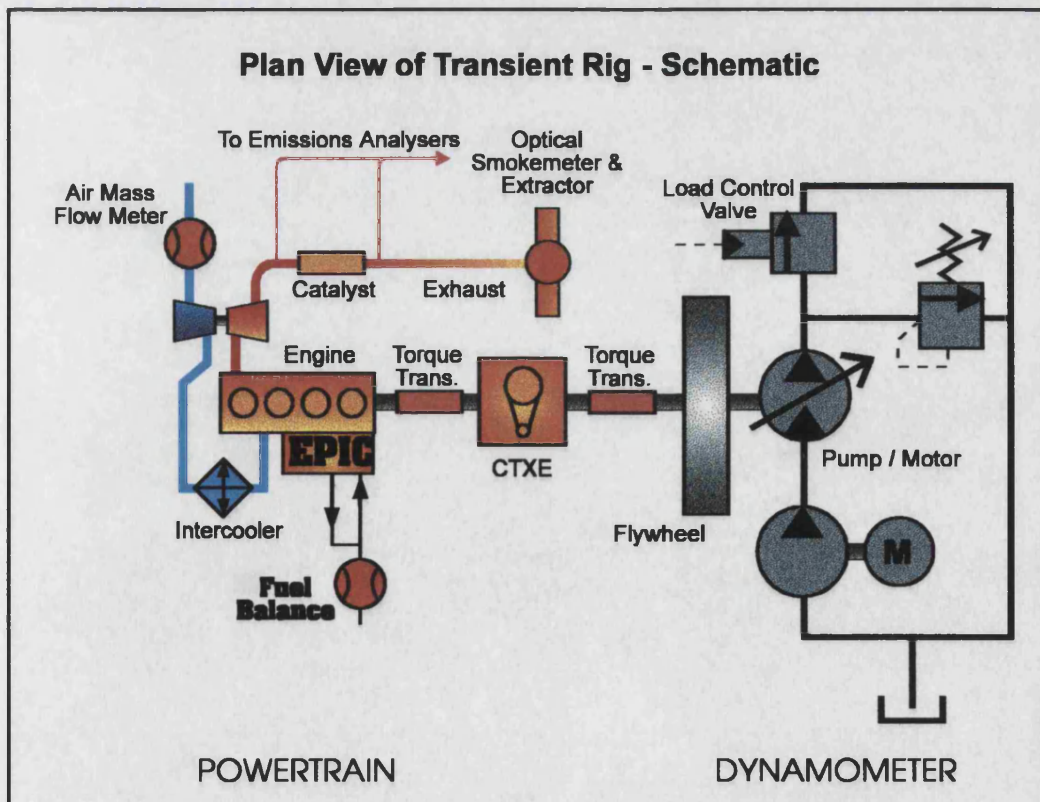 Plan View of Transient Rig - Schematic
To Emissions Analysers
Optical
Smokemeter &
Extractor
Air Mass
Flow Meter
Load Control
Valve
Catalyst
Exhaust
Engine
Torque
Trans.
Torque
Trans.
EPIC
CTXE
Pump / Motor
Intercooler
Flywheel
M
Fuel
Balance
POWERTRAIN
DYNAMOMETER